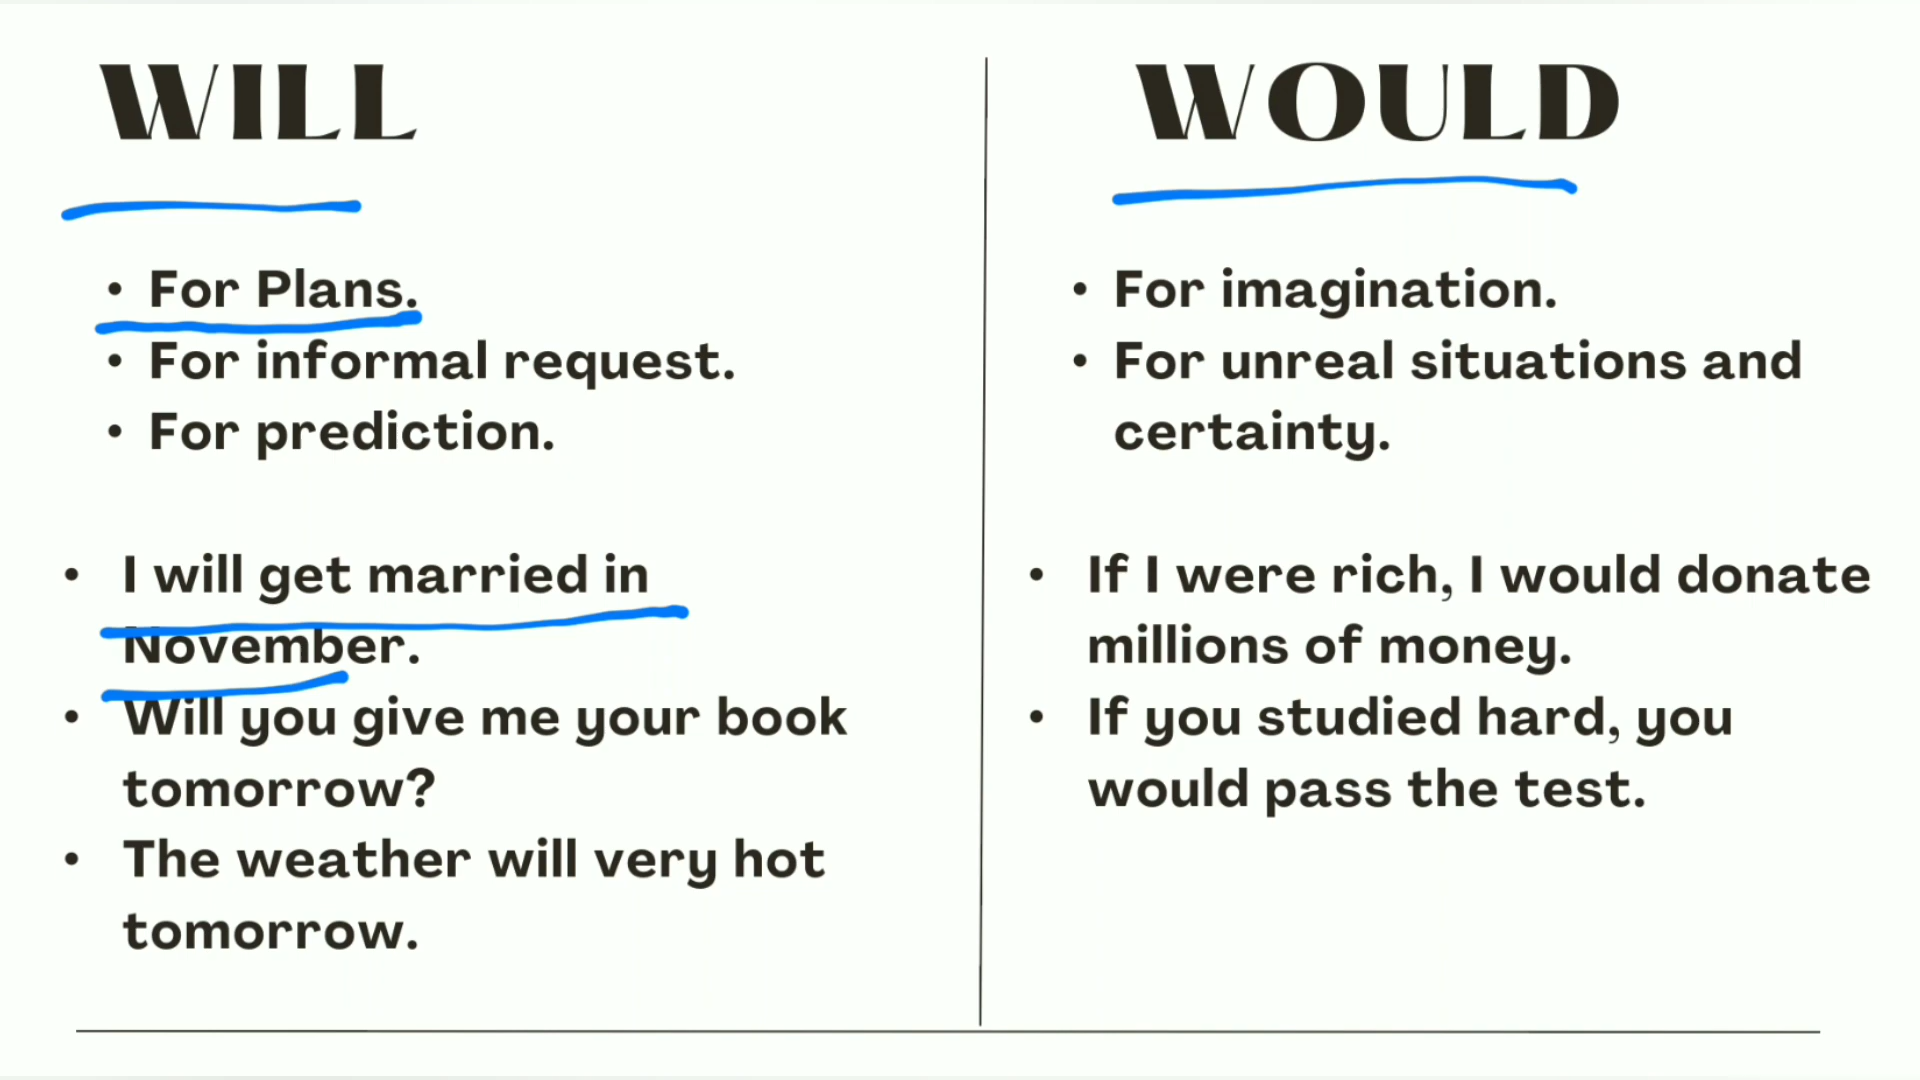 WILL
• For Plans.
• For informal request.
• For prediction.
• I will get married in
November.
• Will you give me your book
tomorrow?
• The weather will very hot
tomorrow.
WOULD
• For imagination.
• For unreal situations and
certainty.
• If I were rich, I would donate
millions of money.
• If you studied hard, you
would pass the test.